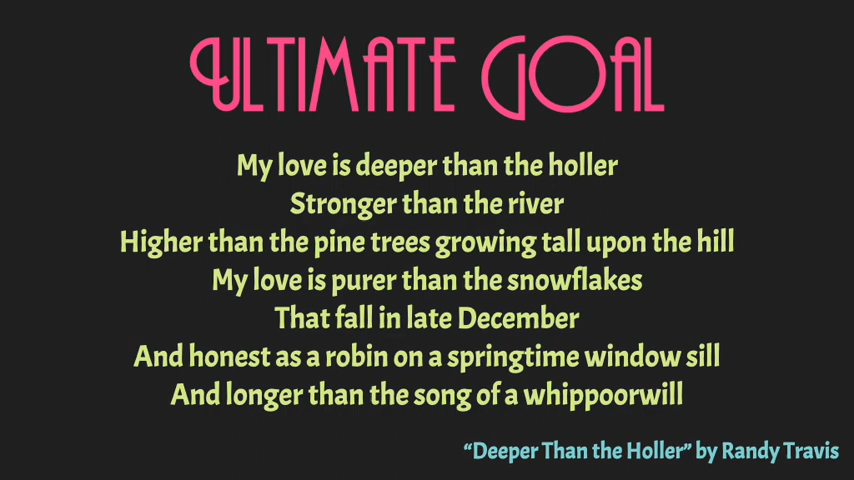 Ultimate Goal
My love is deeper than the holler
Stronger than the river
Higher than the pine trees growing tall upon the hill
My love is purer than the snowflakes
That fall in late December
And honest as a robin on a springtime window sill
And longer than the song of a whippoorwill
“Deeper Than the Holler” by Randy Travis